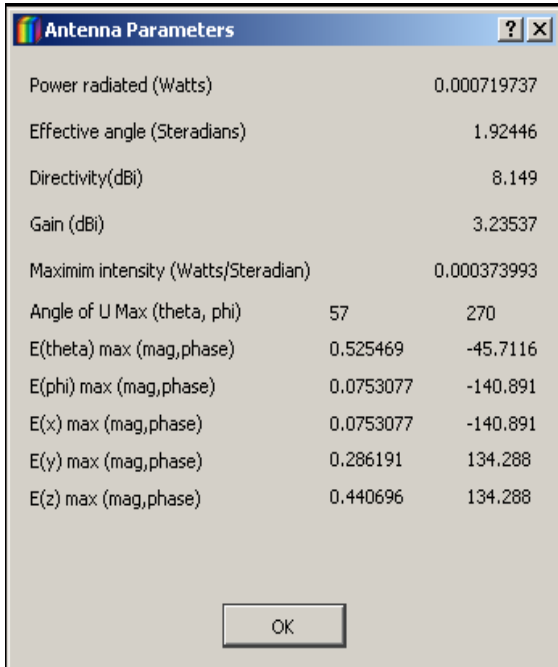 Antenna Parameters
Power radiated (Watts) 0.000719737
Effective angle (Steradians) 1.92446
Directivity(dBi) 8.149
Gain (dBi) 3.23537
Maximim intensity (Watts/Steradian) 0.000373993
Angle of U Max (theta, phi) 57 270
E(theta) max (mag,phase) 0.525469 -45.7116
E(phi) max (mag,phase) 0.0753077 -140.891
E(x) max (mag,phase) 0.0753077 -140.891
E(y) max (mag,phase) 0.286191 134.288
E(z) max (mag,phase) 0.440696 134.288
OK